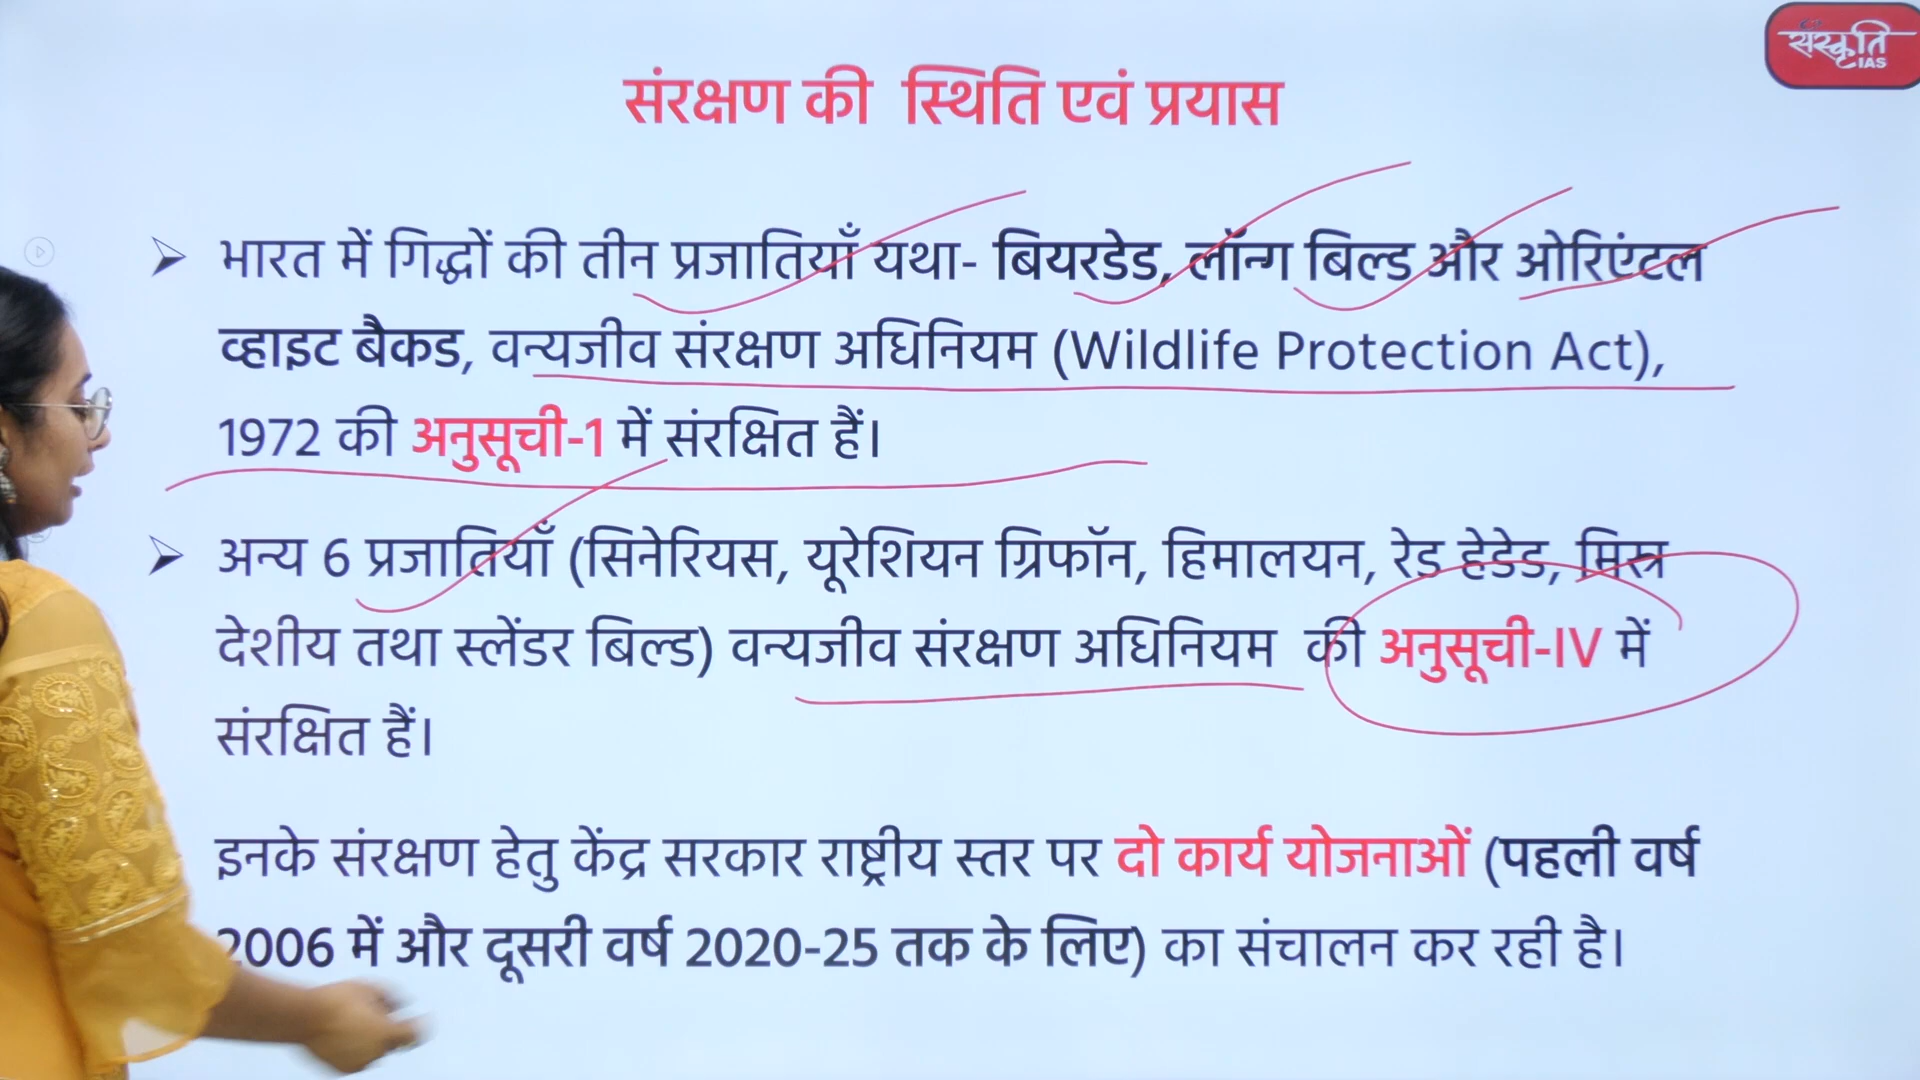 संस्कृति
IAS
संरक्षण की स्थिति एवं प्रयास
भारत में गिद्धों की तीन प्रजातियाँ यथा- बियरडेड, लॉन्ग बिल्ड और ओरिएंटल
व्हाइट बैकड, वन्यजीव संरक्षण अधिनियम (Wildlife Protection Act),
1972 की अनुसूची-1 में संरक्षित हैं।
अन्य 6 प्रजातियाँ (सिनेरियस, यूरेशियन ग्रिफॉन, हिमालयन, रेड हेडेड, मिस्त्र
देशीय तथा स्लेंडर बिल्ड) वन्यजीव संरक्षण अधिनियम की अनुसूची-IV में
संरक्षित हैं।
इनके संरक्षण हेतु केंद्र सरकार राष्ट्रीय स्तर पर दो कार्य योजनाओं (पहली वर्ष
2006 में और दूसरी वर्ष 2020-25 तक के लिए) का संचालन कर रही है।